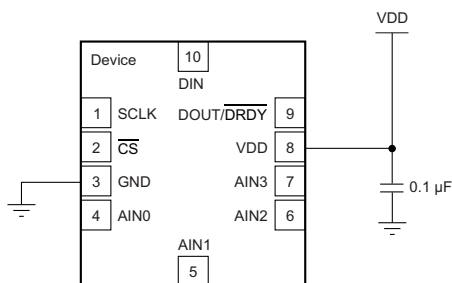 VDD
Device
10
DIN
1 SCLK DOUT/DRDY 9
2 CS VDD 8
3 GND AIN3 7
0.1 µF
4 AIN0 AIN2 6
AIN1
5